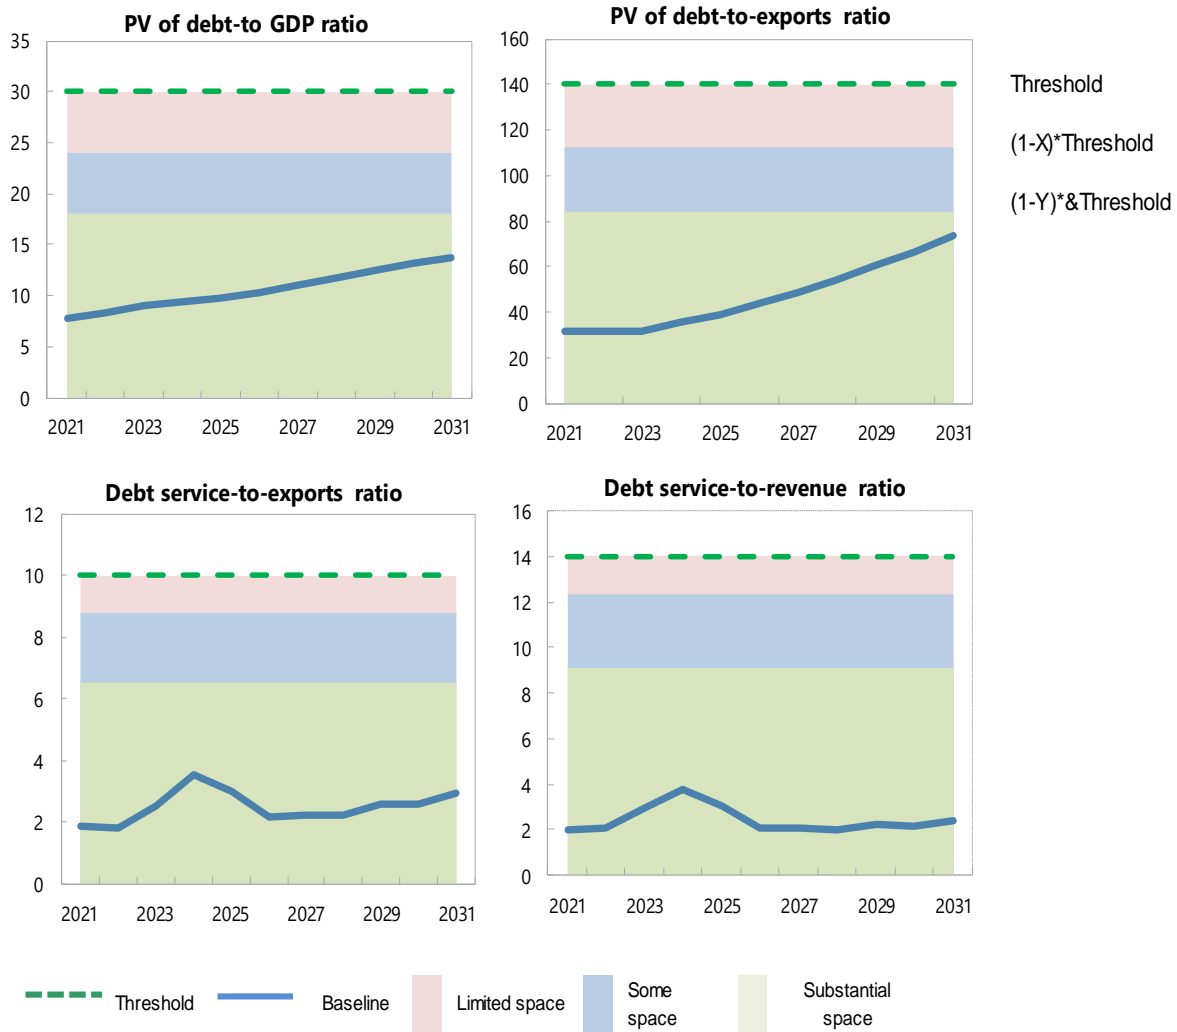 PV of debt-to GDP ratio
35
30
25
20
15
10
5
0
2021 2023 2025 2027 2029 2031
PV of debt-to-exports ratio
160
140
120
100
80
60
40
20
0
2021 2023 2025 2027 2029 2031
Threshold
(1-X)*Threshold
(1-Y)*&Threshold
Debt service-to-exports ratio
12
10
8
6
4
2
0
2021 2023 2025 2027 2029 2031
Debt service-to-revenue ratio
16
14
12
10
8
6
4
2
0
2021 2023 2025 2027 2029 2031
Threshold
Baseline
Limited space
Some
space
Substantial
space